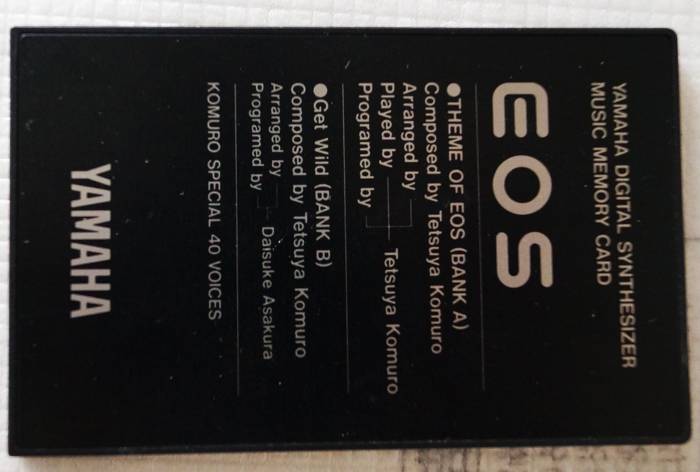 YAMAHA DIGITAL SYNTHESIZER
MUSIC MEMORY CARD
EOS
●THEME OF EOS (BANK A)
Composed by Tetsuya Komuro
Arranged by
Played by Tetsuya Komuro
Programed by
●Get Wild (BANK B)
Composed by Tetsuya Komuro
Arranged by
Programed by Daisuke Asakura
KOMURO SPECIAL 40 VOICES
YAMAHA